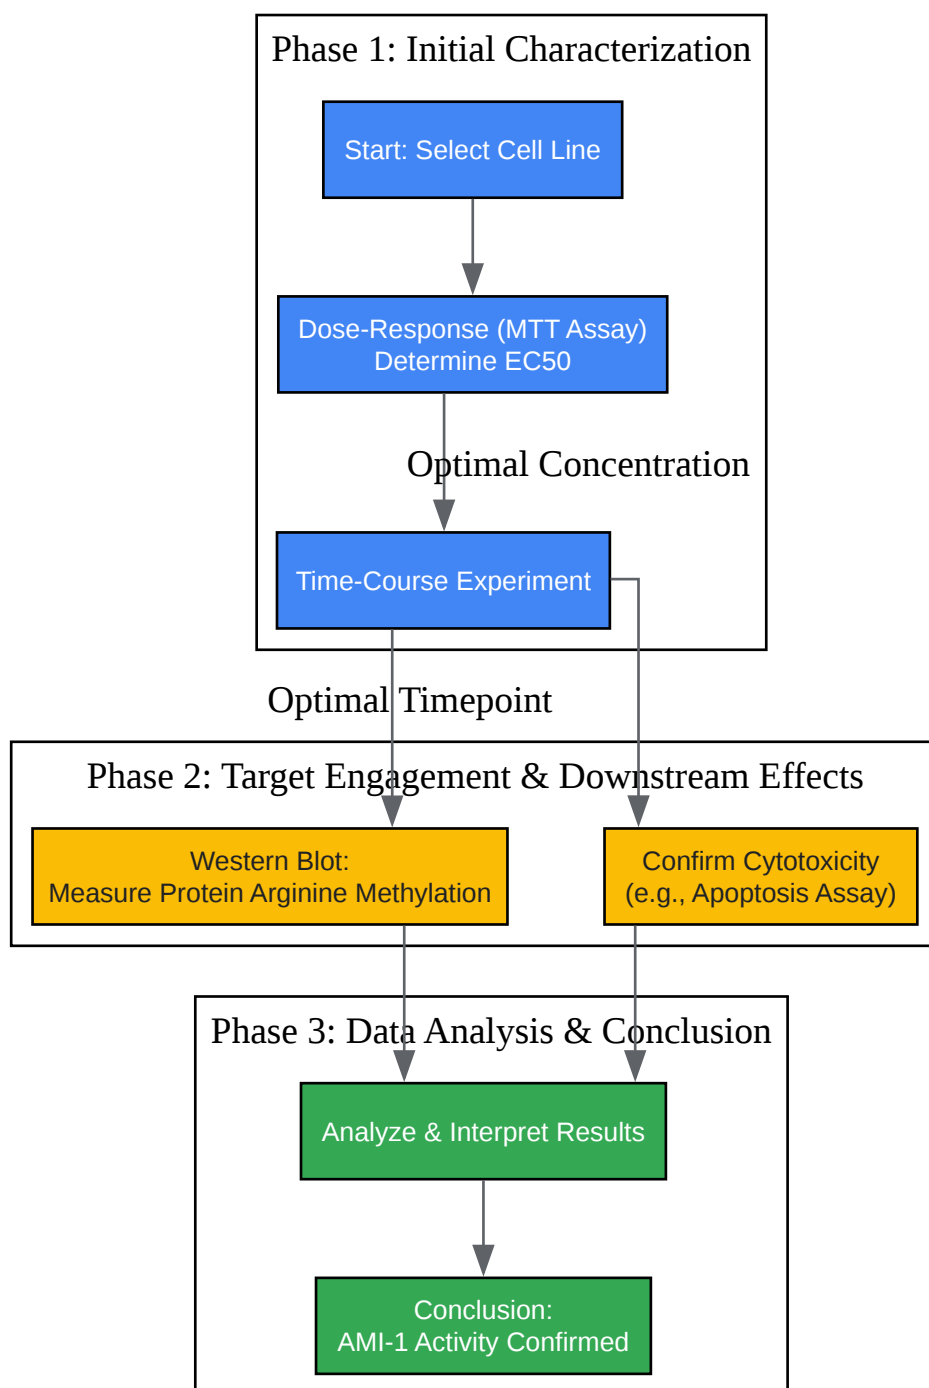 Phase 1: Initial Characterization
Start: Select Cell Line
Dose-Response (MTT Assay)
Determine EC50
Optimal Concentration
Time-Course Experiment
Optimal Timepoint
Phase 2: Target Engagement & Downstream Effects
Western Blot:
Measure Protein Arginine Methylation
Confirm Cytotoxicity
(e.g., Apoptosis Assay)
Phase 3: Data Analysis & Conclusion
Analyze & Interpret Results
Conclusion:
AMI-1 Activity Confirmed